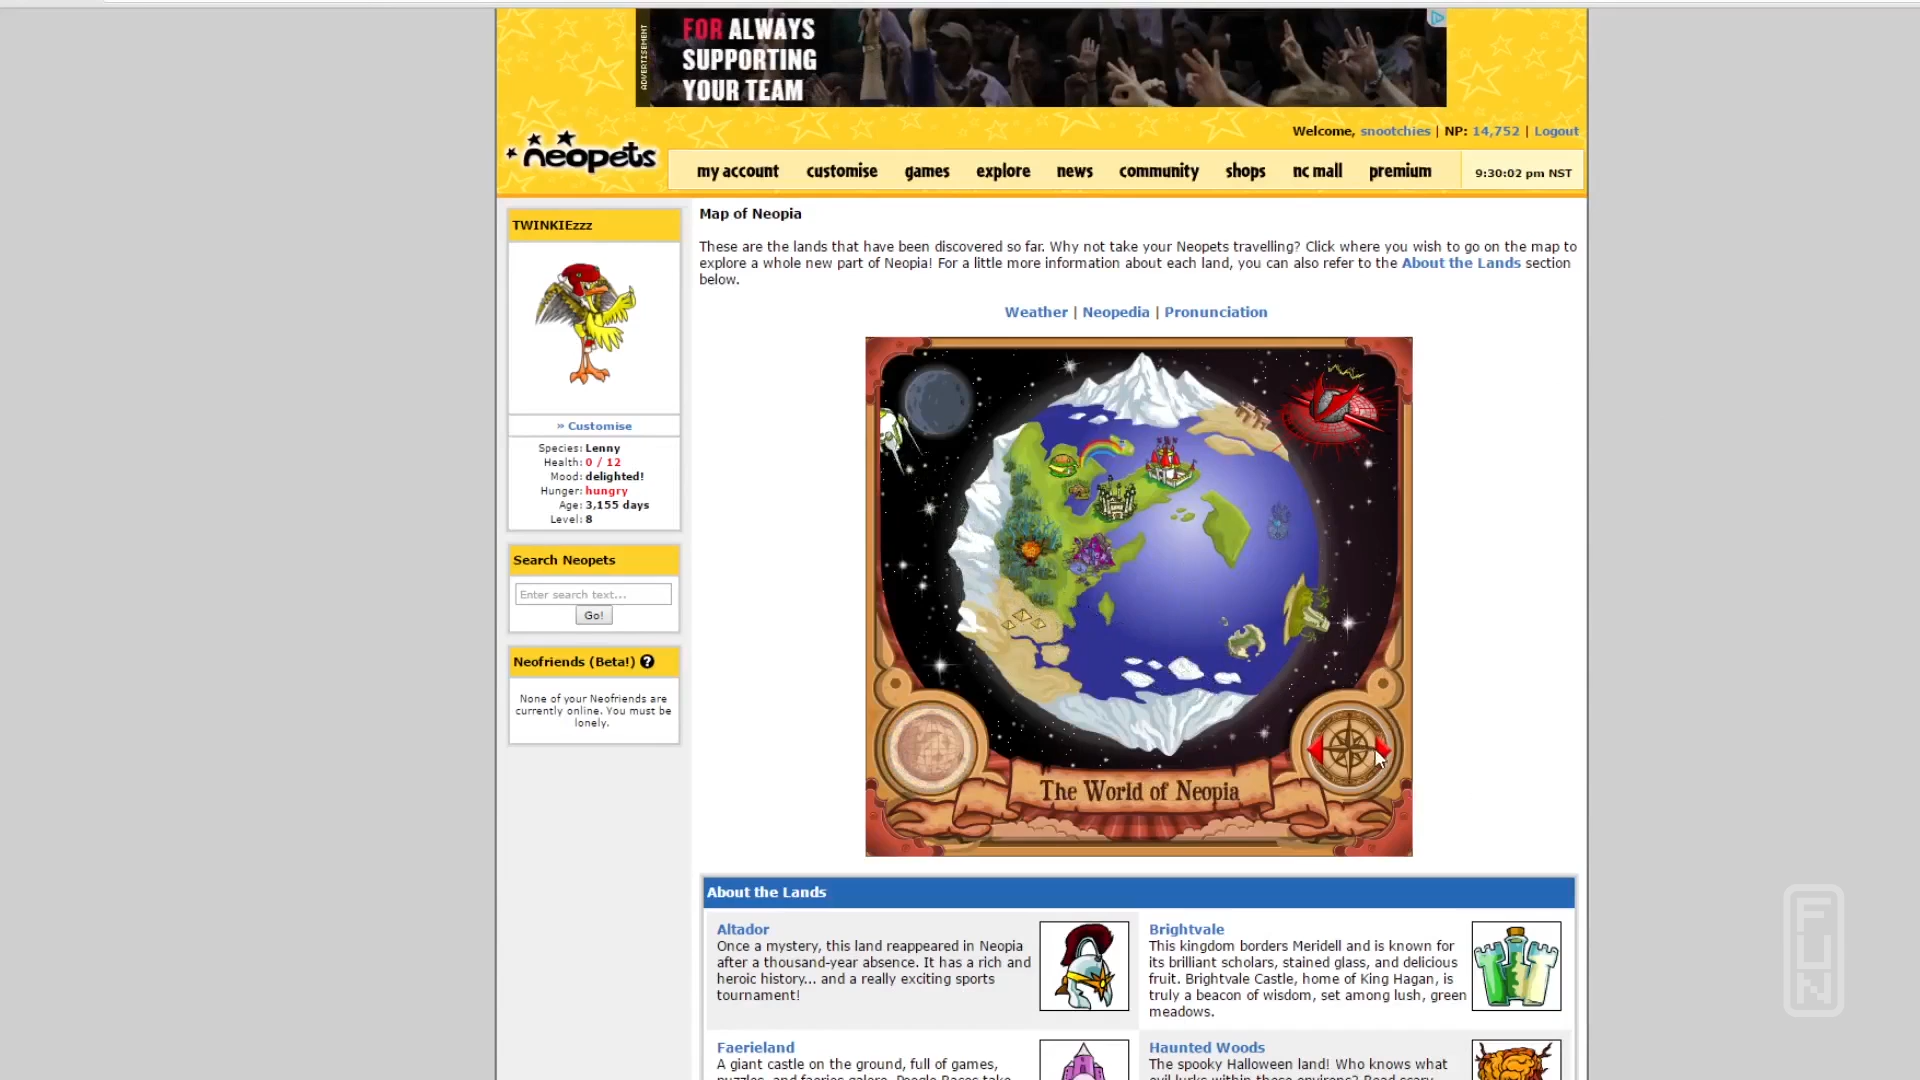 FOR ALWAYS
SUPPORTING
YOUR TEAM
ADVERTISEMENT
Welcome, snootchies | NP: 14,752 | Logout
neopets
my account customise games explore news community shops nc mall premium
9:30:02 pm NST
TWINKIEzzz
» Customise
Species: Lenny
Health: 0 / 12
Mood: delighted!
Hunger: hungry
Age: 3,155 days
Level: 8
Search Neopets
Enter search text...
Go!
Neofriends (Beta!) ?
None of your Neofriends are
currently online. You must be
lonely.
Map of Neopia
These are the lands that have been discovered so far. Why not take your Neopets travelling? Click where you wish to go on the map to
explore a whole new part of Neopia! For a little more information about each land, you can also refer to the About the Lands section
below.
Weather | Neopedia | Pronunciation
The World of Neopia
About the Lands
Altador
Once a mystery, this land reappeared in Neopia
after a thousand-year absence. It has a rich and
heroic history... and a really exciting sports
tournament!
Brightvale
This kingdom borders Meridell and is known for
its brilliant scholars, stained glass, and delicious
fruit. Brightvale Castle, home of King Hagan, is
truly a beacon of wisdom, set among lush, green
meadows.
Faerieland
A giant castle on the ground, full of games,
Haunted Woods
The spooky Halloween land! Who knows what
FUN